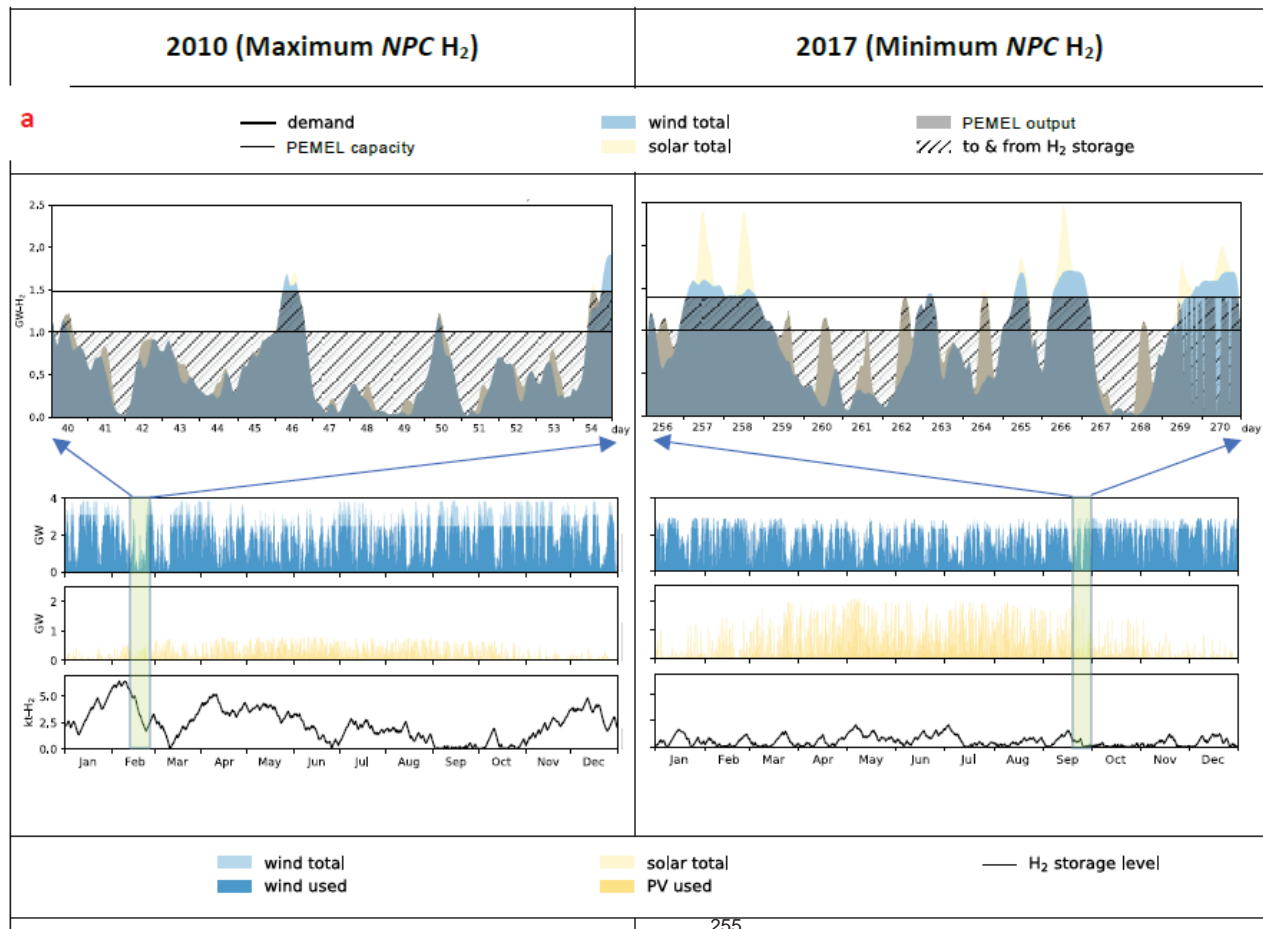 2010 (Maximum NPC H₂)
2017 (Minimum NPC H₂)
a
demand
wind total
PEMEL output
PEMEL capacity
solar total
to & from H₂ storage
2.5
2.0
1.5
1.0
0.5
0.0
GW-H₂
40 41 42 43 44 45 45 46 47 48 49 50 51 52 53 54 day
256 257 258 259 260 261 262 263 264 265 266 267 268 269 270 day
4
2
0
GW
2
1
0
GW
5.0
2.5
0.0
kt-H₂
Jan Feb Mar Apr May Jun Jul Aug Sep Oct Nov Dec
Jan Feb Mar Apr May Jun Jul Aug Sep Oct Nov Dec
wind total
solar total
H₂ storage level
wind used
PV used
255